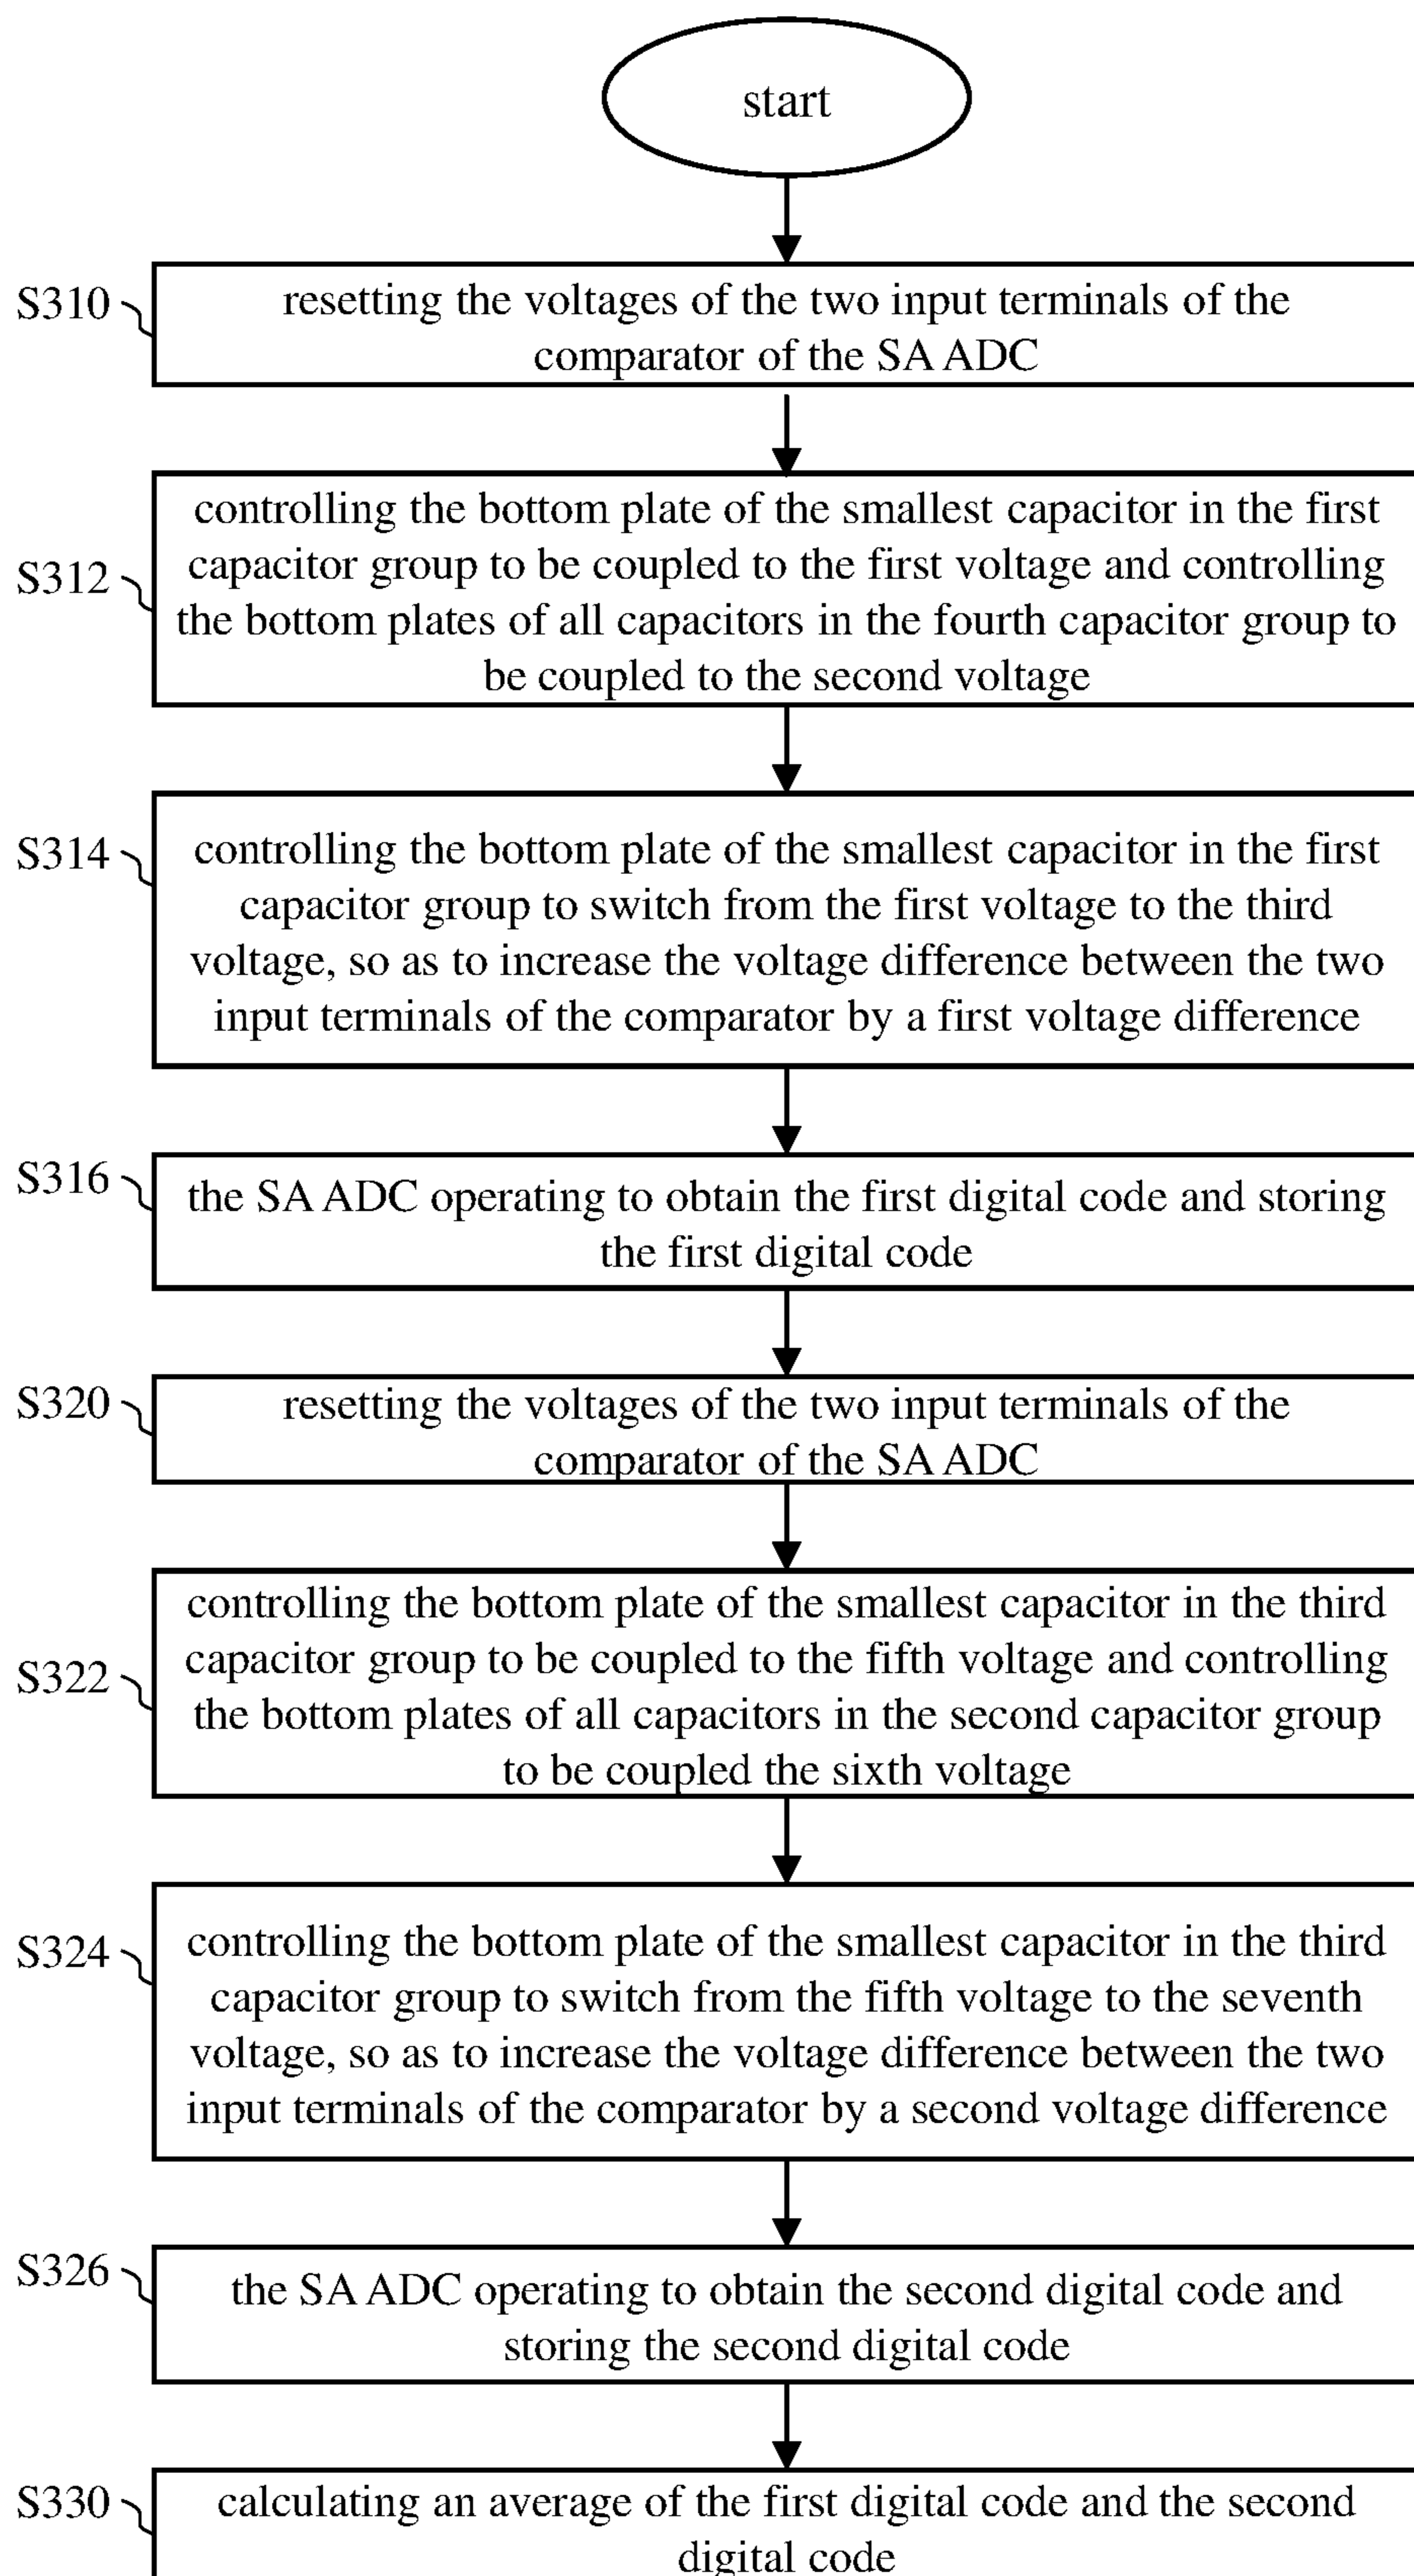 start
S310
resetting the voltages of the two input terminals of the
comparator of the SA ADC
S312
controlling the bottom plate of the smallest capacitor in the first
capacitor group to be coupled to the first voltage and controlling
the bottom plates of all capacitors in the fourth capacitor group to
be coupled to the second voltage
S314
controlling the bottom plate of the smallest capacitor in the first
capacitor group to switch from the first voltage to the third
voltage, so as to increase the voltage difference between the two
input terminals of the comparator by a first voltage difference
S316
the SA ADC operating to obtain the first digital code and storing
the first digital code
S320
resetting the voltages of the two input terminals of the
comparator of the SA ADC
S322
controlling the bottom plate of the smallest capacitor in the third
capacitor group to be coupled to the fifth voltage and controlling
the bottom plates of all capacitors in the second capacitor group
to be coupled the sixth voltage
S324
controlling the bottom plate of the smallest capacitor in the third
capacitor group to switch from the fifth voltage to the seventh
voltage, so as to increase the voltage difference between the two
input terminals of the comparator by a second voltage difference
S326
the SA ADC operating to obtain the second digital code and
storing the second digital code
S330
calculating an average of the first digital code and the second
digital code